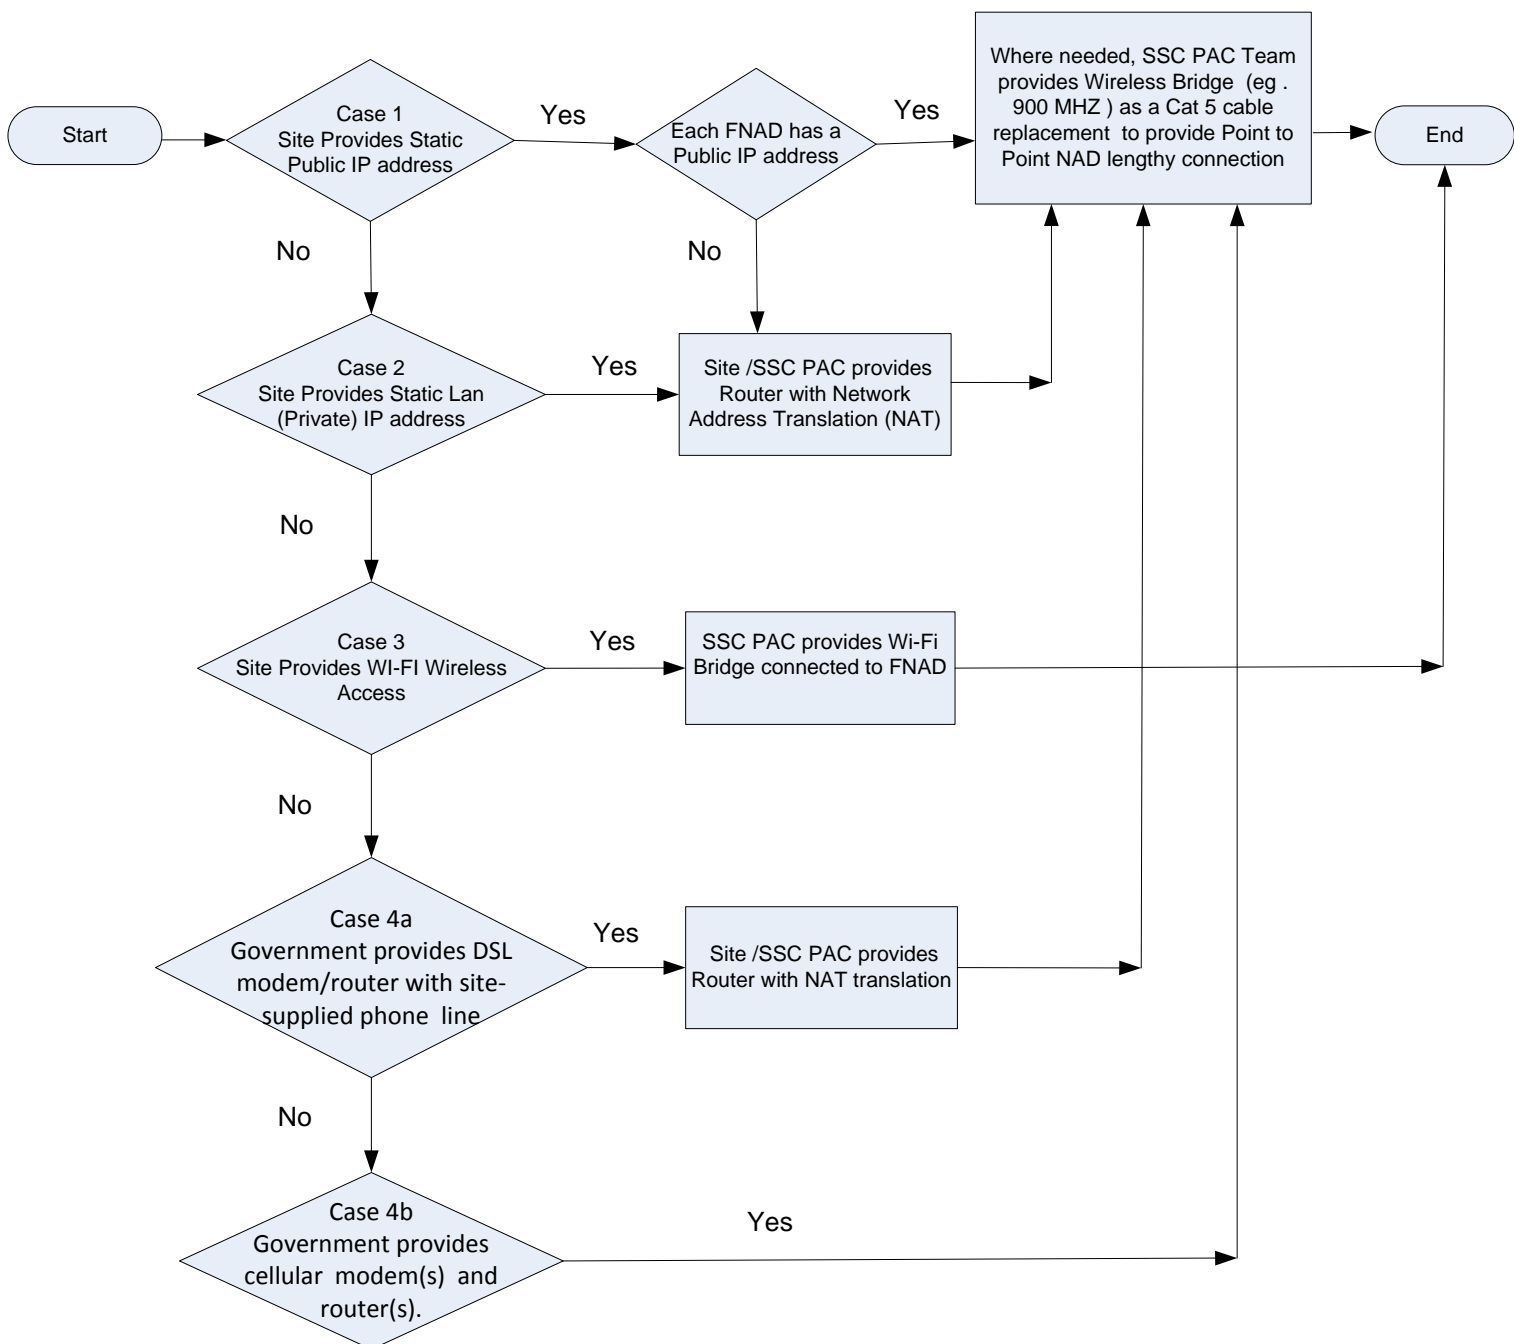 Start
Case 1
Site Provides Static
Public IP address
Yes
Each FNAD has a
Public IP address
Yes
Where needed, SSC PAC Team
provides Wireless Bridge (eg .
900 MHZ ) as a Cat 5 cable
replacement to provide Point to
Point NAD lengthy connection
End
No
No
Case 2
Site Provides Static Lan
(Private) IP address
Yes
Site /SSC PAC provides
Router with Network
Address Translation (NAT)
No
Case 3
Site Provides WI-FI Wireless
Access
Yes
SSC PAC provides Wi-Fi
Bridge connected to FNAD
No
Case 4a
Government provides DSL
modem/router with site-
supplied phone line
Yes
Site /SSC PAC provides
Router with NAT translation
No
Case 4b
Government provides
cellular modem(s) and
router(s).
Yes